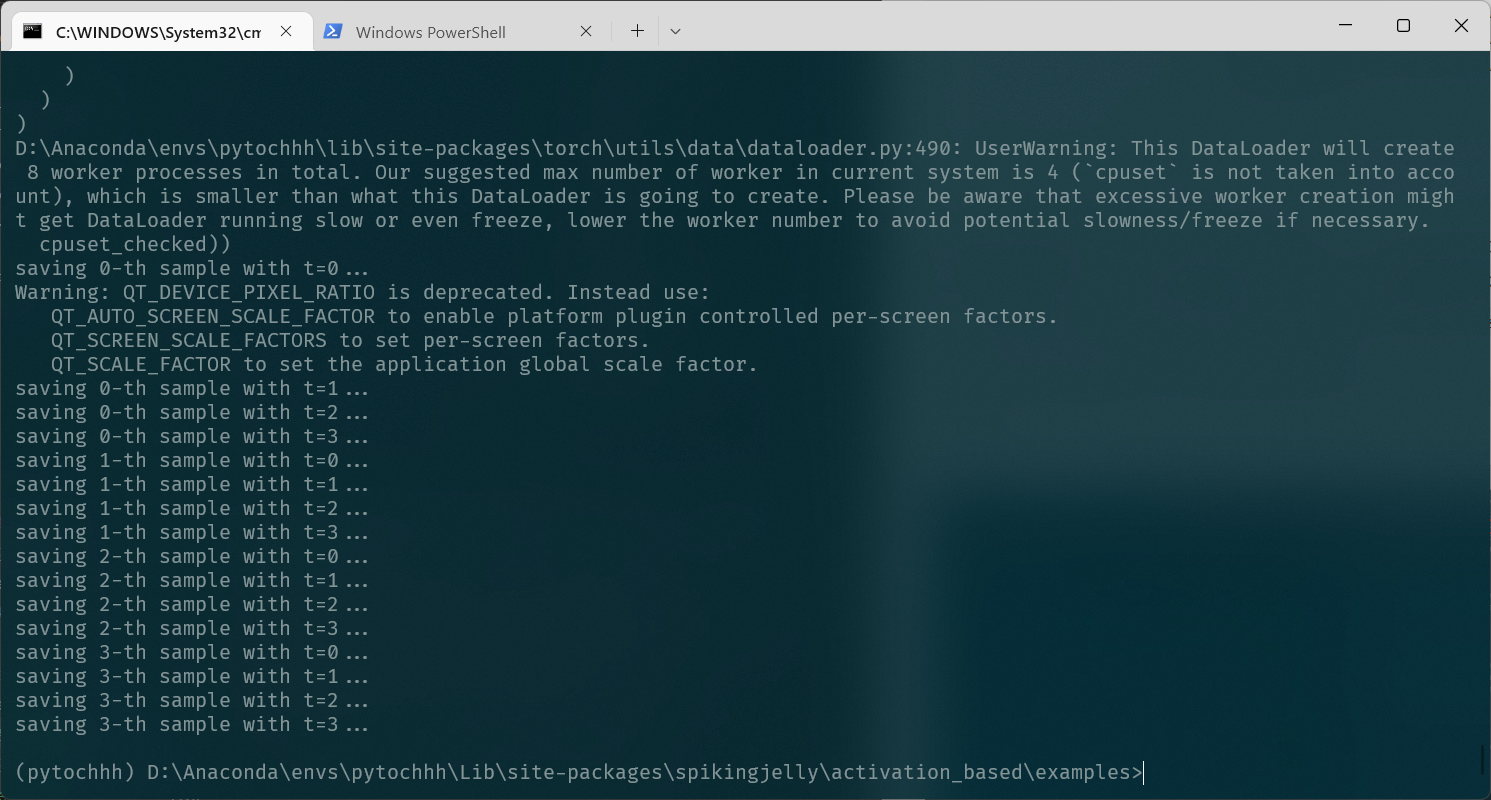 C:\WINDOWS\System32\cm
Windows PowerShell
)
)
)
D:\Anaconda\envs\pytochhh\lib\site-packages\torch\utils\data\dataloader.py:490: UserWarning: This DataLoader will create
8 worker processes in total. Our suggested max number of worker in current system is 4 (`cpuset` is not taken into acco
unt), which is smaller than what this DataLoader is going to create. Please be aware that excessive worker creation migh
t get DataLoader running slow or even freeze, lower the worker number to avoid potential slowness/freeze if necessary.
cpuset_checked))
saving 0-th sample with t=0...
Warning: QT_DEVICE_PIXEL_RATIO is deprecated. Instead use:
QT_AUTO_SCREEN_SCALE_FACTOR to enable platform plugin controlled per-screen factors.
QT_SCREEN_SCALE_FACTORS to set per-screen factors.
QT_SCALE_FACTOR to set the application global scale factor.
saving 0-th sample with t=1...
saving 0-th sample with t=2...
saving 0-th sample with t=3...
saving 1-th sample with t=0...
saving 1-th sample with t=1...
saving 1-th sample with t=2...
saving 1-th sample with t=3...
saving 2-th sample with t=0...
saving 2-th sample with t=1...
saving 2-th sample with t=2...
saving 2-th sample with t=3...
saving 3-th sample with t=0...
saving 3-th sample with t=1...
saving 3-th sample with t=2...
saving 3-th sample with t=3...
(pytochhh) D:\Anaconda\envs\pytochhh\Lib\site-packages\spikingjelly\activation_based\examples>